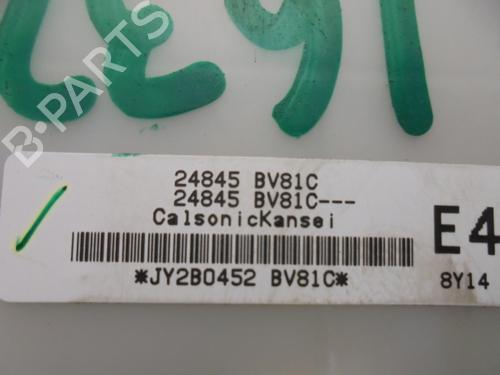 B-PARTS
24845 BV81C
24845 BV81C---
CalsonicKansei
E4
*JY2B0452 BV81C*
8Y14